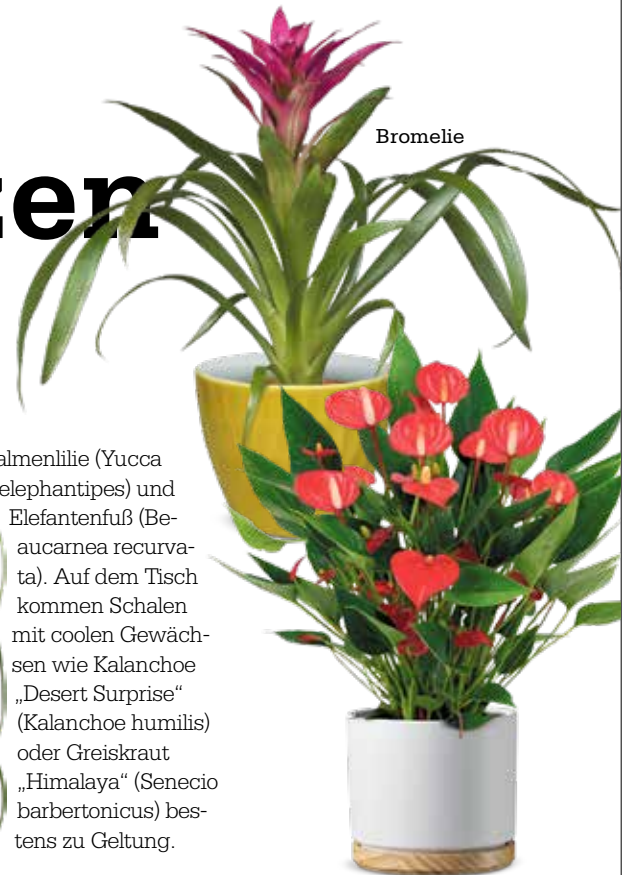 zen
Bromelie
almenlilie (Yucca
elephantipes) und
Elefantenfuß (Be-
aucarnea recurva-
ta). Auf dem Tisch
kommen Schalen
mit coolen Gewäch-
sen wie Kalanchoe
„Desert Surprise“
(Kalanchoe humilis)
oder Greiskraut
„Himalaya“ (Senecio
barbertonicus) bes-
tens zu Geltung.